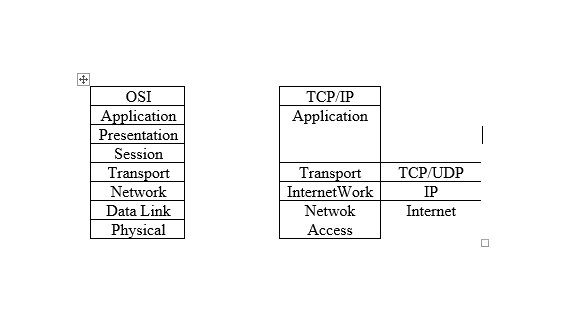 OSI TCP/IP
Application Application
Presentation
Session
Transport Transport TCP/UDP
Network InternetWork IP
Data Link Netwok Internet
Physical Access